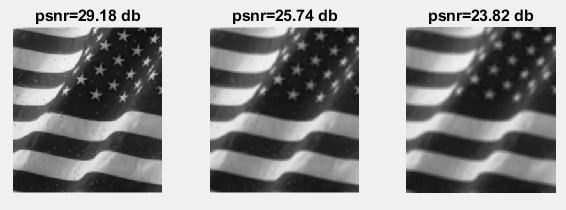 psnr=29.18 db
psnr=25.74 db
psnr=23.82 db